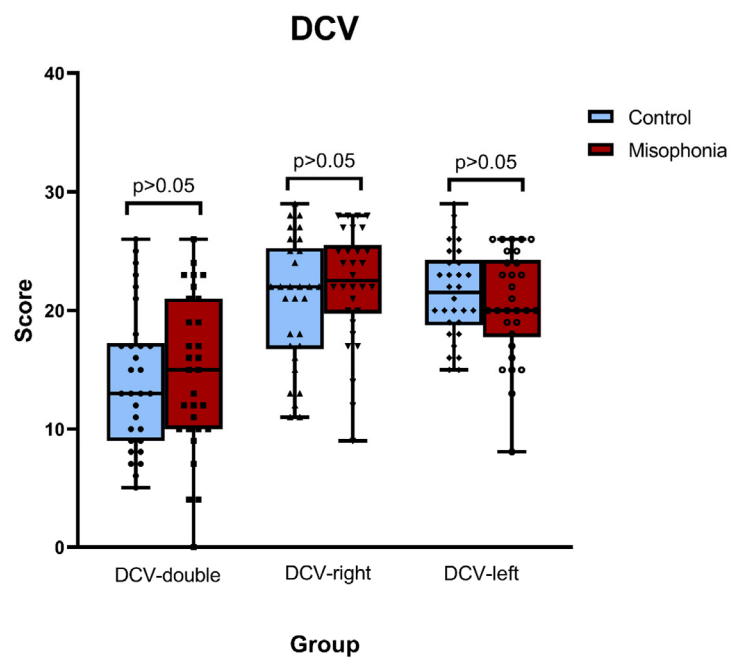 DCV
40
30
20
10
0
Score
p>0.05
p>0.05
p>0.05
Control
Misophonia
DCV-double
DCV-right
DCV-left
Group